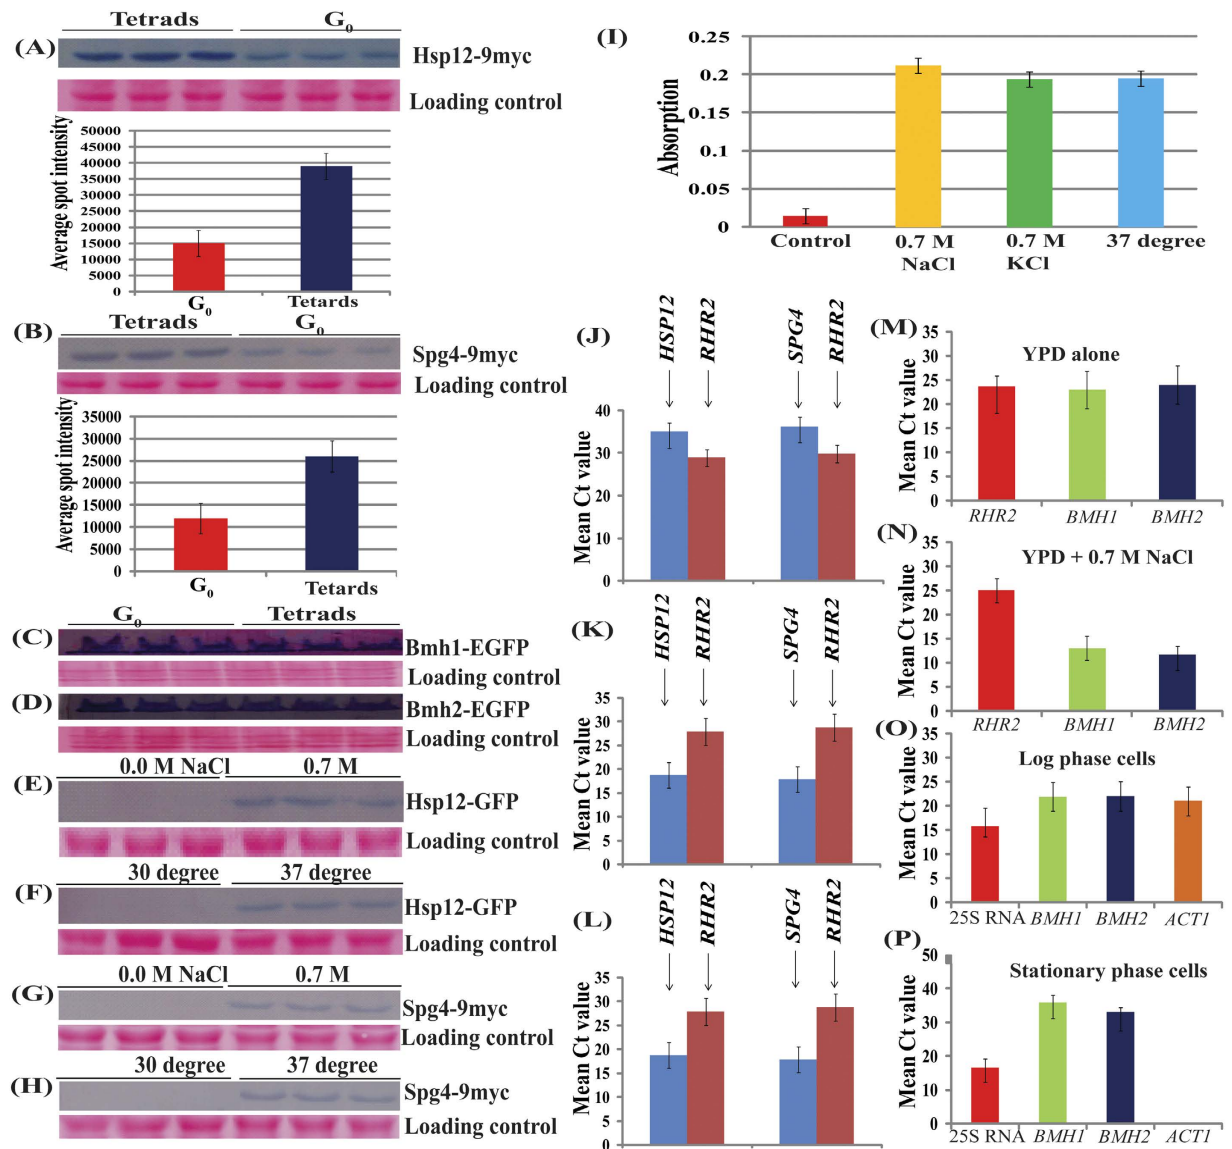 (A)
Tetrads G0
Hsp12-9myc
Loading control
Average spot intensity
50000
45000
40000
35000
30000
25000
20000
15000
10000
5000
0
G0 Tetards
(B)
Tetrads G0
Spg4-9myc
Loading control
Average spot intensity
35000
30000
25000
20000
15000
10000
5000
0
G0 Tetrads
G0 Tetrads
(C) Bmh1-EGFP
Loading control
(D) Bmh2-EGFP
Loading control
0.0 M NaCl 0.7 M
(E) Hsp12-GFP
Loading control
30 degree 37 degree
(F) Hsp12-GFP
Loading control
0.0 M NaCl 0.7 M
(G) Spg4-9myc
Loading control
30 degree 37 degree
(H) Spg4-9myc
Loading control
(I)
Absorption
0.25
0.2
0.15
0.1
0.05
0
Control 0.7 M NaCl 0.7 M KCl 37 degree
(J)
HSP12 RHR2 SPG4 RHR2
Mean Ct value
40
30
20
10
0
(K)
HSP12 RHR2 SPG4 RHR2
Mean Ct value
35
30
25
20
15
10
5
0
(L)
HSP12 RHR2 SPG4 RHR2
Mean Ct value
35
30
25
20
15
10
5
0
(M)
YPD alone
Mean Ct value
35
30
25
20
15
10
5
0
RHR2 BMH1 BMH2
(N)
YPD + 0.7 M NaCl
Mean Ct value
35
30
25
20
15
10
5
0
RHR2 BMH1 BMH2
(O)
Log phase cells
Mean Ct value
35
30
25
20
15
10
5
0
25S RNA BMH1 BMH2 ACT1
(P)
Stationary phase cells
Mean Ct value
50
40
30
20
10
0
25S RNA BMH1 BMH2 ACT1